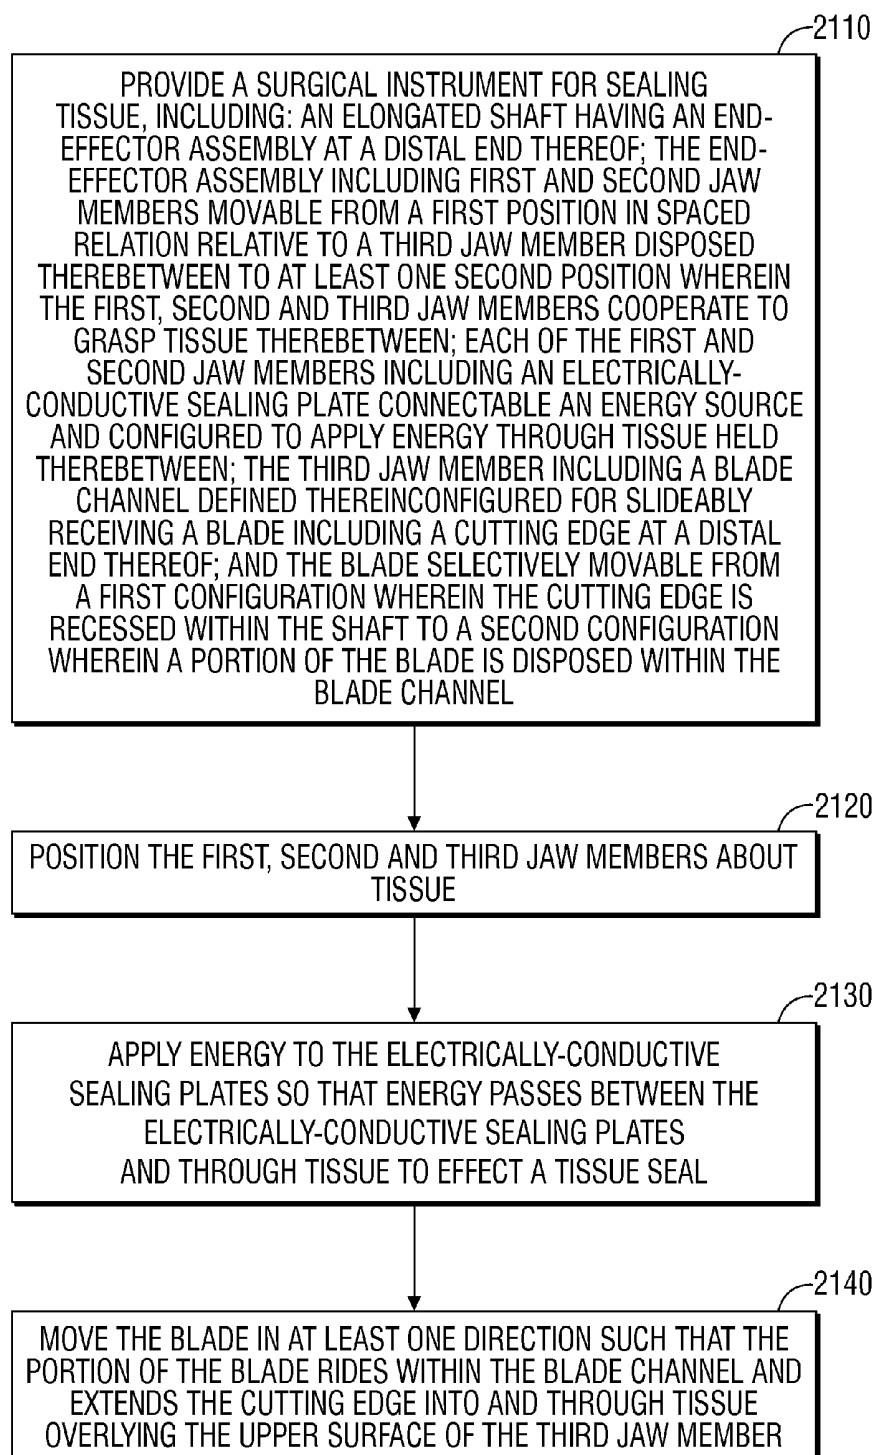 2110
PROVIDE A SURGICAL INSTRUMENT FOR SEALING
TISSUE, INCLUDING: AN ELONGATED SHAFT HAVING AN END-
EFFECTOR ASSEMBLY AT A DISTAL END THEREOF; THE END-
EFFECTOR ASSEMBLY INCLUDING FIRST AND SECOND JAW
MEMBERS MOVABLE FROM A FIRST POSITION IN SPACED
RELATION RELATIVE TO A THIRD JAW MEMBER DISPOSED
THEREBETWEEN TO AT LEAST ONE SECOND POSITION WHEREIN
THE FIRST, SECOND AND THIRD JAW MEMBERS COOPERATE TO
GRASP TISSUE THEREBETWEEN; EACH OF THE FIRST AND
SECOND JAW MEMBERS INCLUDING AN ELECTRICALLY-
CONDUCTIVE SEALING PLATE CONNECTABLE AN ENERGY SOURCE
AND CONFIGURED TO APPLY ENERGY THROUGH TISSUE HELD
THEREBETWEEN; THE THIRD JAW MEMBER INCLUDING A BLADE
CHANNEL DEFINED THEREINCONFIGURED FOR SLIDEABLY
RECEIVING A BLADE INCLUDING A CUTTING EDGE AT A DISTAL
END THEREOF; AND THE BLADE SELECTIVELY MOVABLE FROM
A FIRST CONFIGURATION WHEREIN THE CUTTING EDGE IS
RECESSED WITHIN THE SHAFT TO A SECOND CONFIGURATION
WHEREIN A PORTION OF THE BLADE IS DISPOSED WITHIN THE
BLADE CHANNEL
2120
POSITION THE FIRST, SECOND AND THIRD JAW MEMBERS ABOUT
TISSUE
2130
APPLY ENERGY TO THE ELECTRICALLY-CONDUCTIVE
SEALING PLATES SO THAT ENERGY PASSES BETWEEN THE
ELECTRICALLY-CONDUCTIVE SEALING PLATES
AND THROUGH TISSUE TO EFFECT A TISSUE SEAL
2140
MOVE THE BLADE IN AT LEAST ONE DIRECTION SUCH THAT THE
PORTION OF THE BLADE RIDES WITHIN THE BLADE CHANNEL AND
EXTENDS THE CUTTING EDGE INTO AND THROUGH TISSUE
OVERLYING THE UPPER SURFACE OF THE THIRD JAW MEMBER